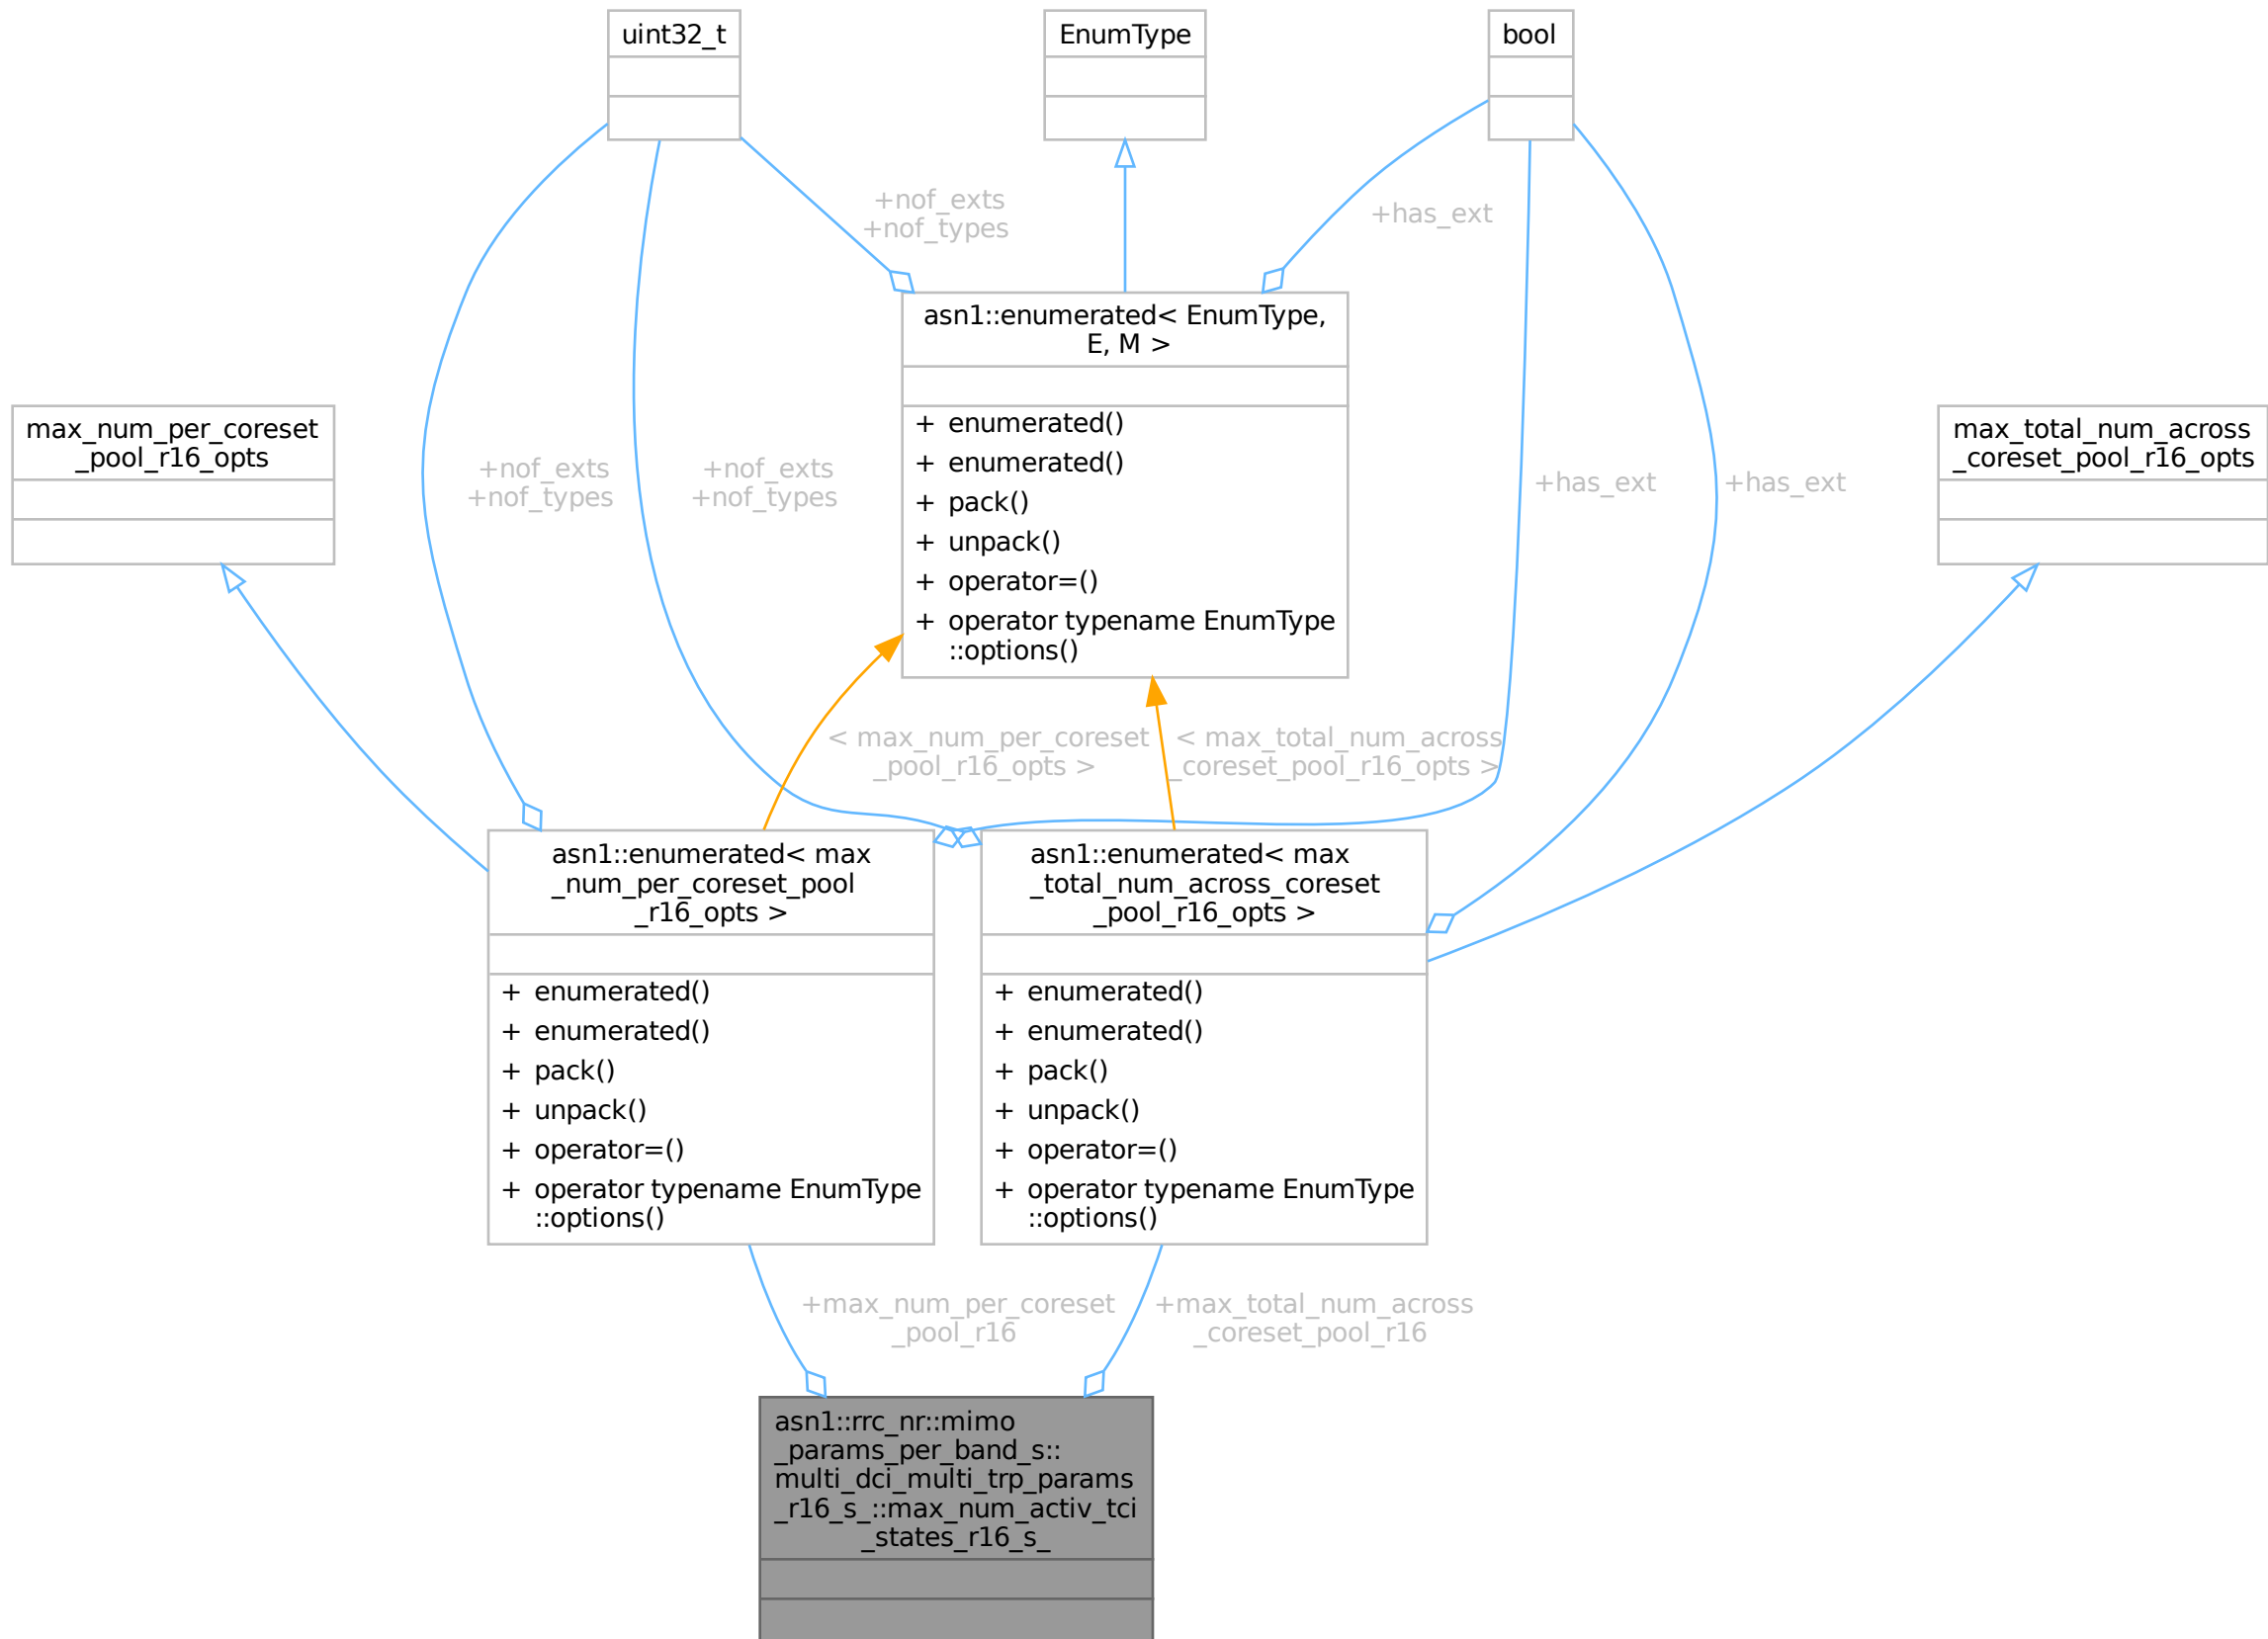 uint32_t
EnumType
bool
+nof_exts
+nof_types
+has_ext
asn1::enumerated< EnumType,
E, M >
+ enumerated()
+ enumerated()
+ pack()
+ unpack()
+ operator=()
+ operator typename EnumType
::options()
max_num_per_coreset
_pool_r16_opts
+nof_exts
+nof_types
+nof_exts
+nof_types
+has_ext
+has_ext
max_total_num_across
_coreset_pool_r16_opts
< max_num_per_coreset
_pool_r16_opts >
< max_total_num_across
_coreset_pool_r16_opts >
asn1::enumerated< max
_num_per_coreset_pool
_r16_opts >
+ enumerated()
+ enumerated()
+ pack()
+ unpack()
+ operator=()
+ operator typename EnumType
::options()
asn1::enumerated< max
_total_num_across_coreset
_pool_r16_opts >
+ enumerated()
+ enumerated()
+ pack()
+ unpack()
+ operator=()
+ operator typename EnumType
::options()
+max_num_per_coreset
_pool_r16
+max_total_num_across
_coreset_pool_r16
asn1::rrc_nr::mimo
_params_per_band_s::
multi_dci_multi_trp_params
_r16_s_::max_num_activ_tci
_states_r16_s_